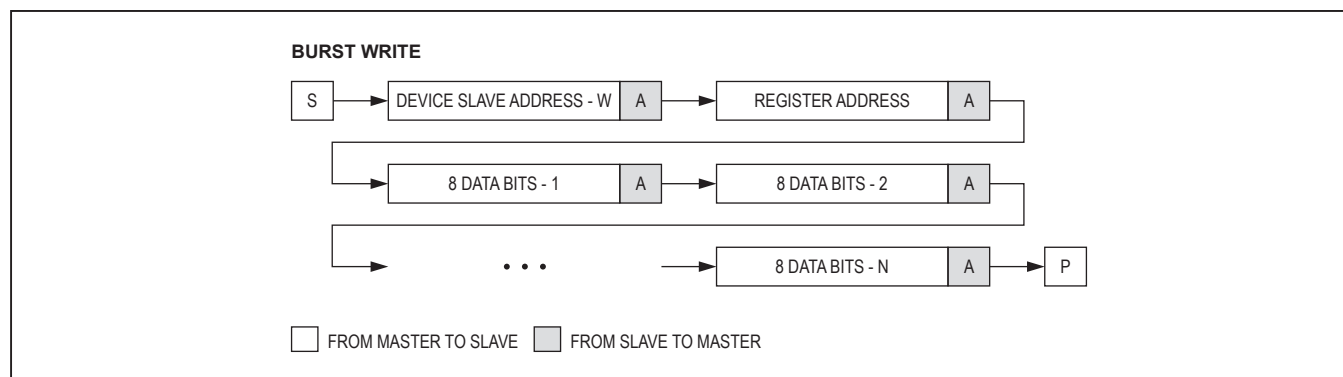 BURST WRITE
S DEVICE SLAVE ADDRESS - W A REGISTER ADDRESS A
8 DATA BITS - 1 A 8 DATA BITS - 2 A
• • • 8 DATA BITS - N A P
FROM MASTER TO SLAVE FROM SLAVE TO MASTER